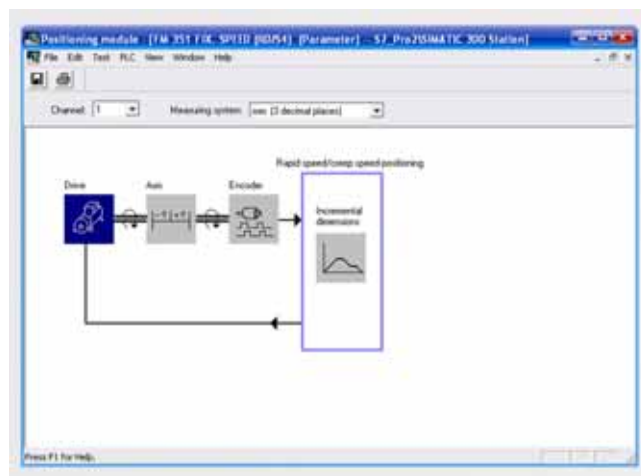 Positioning module - [FM 351 FIX. SPEED (RD/S4) (Parameter) -- S7_Pro2\SIMATIC 300 Station]
File Edit Test PLC View Window Help
Channel: 1 Measuring system: mm (3 decimal places)
Rapid speed/creep speed positioning
Drive Axis Encoder
Incremental
dimensions
Press F1 for Help.